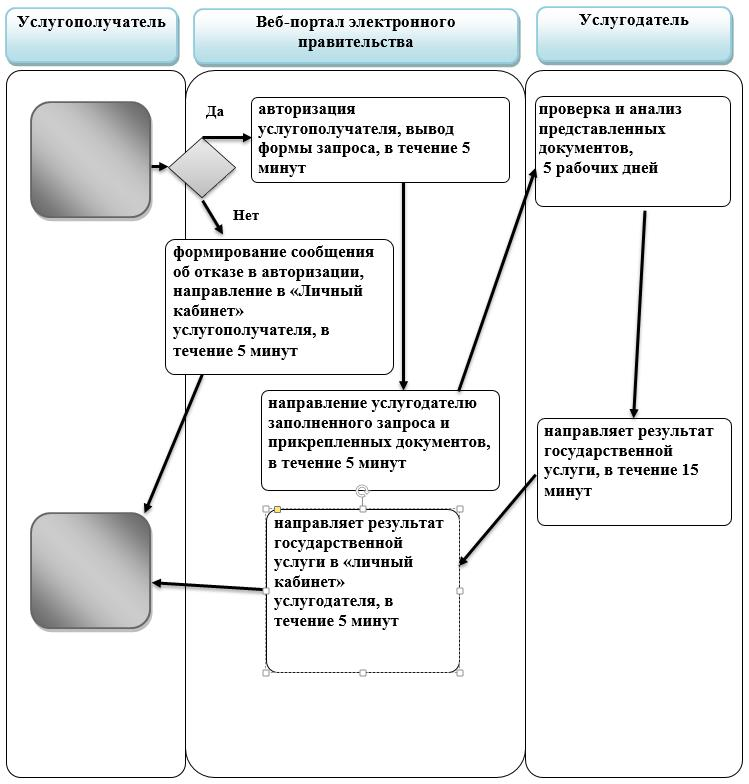 Услугополучатель
Веб-портал электронного
правительства
Услугодатель
Да
авторизация
услугополучателя, вывод
формы запроса, в течение 5
минут
проверка и анализ
представленных
документов,
5 рабочих дней
Нет
формирование сообщения
об отказе в авторизации,
направление в «Личный
кабинет»
услугополучателя, в
течение 5 минут
направление услугодателю
заполненного запроса и
прикрепленных документов,
в течение 5 минут
направляет результат
государственной
услуги, в течение 15
минут
направляет результат
государственной
услуги в «личный
кабинет»
услугодателя, в
течение 5 минут